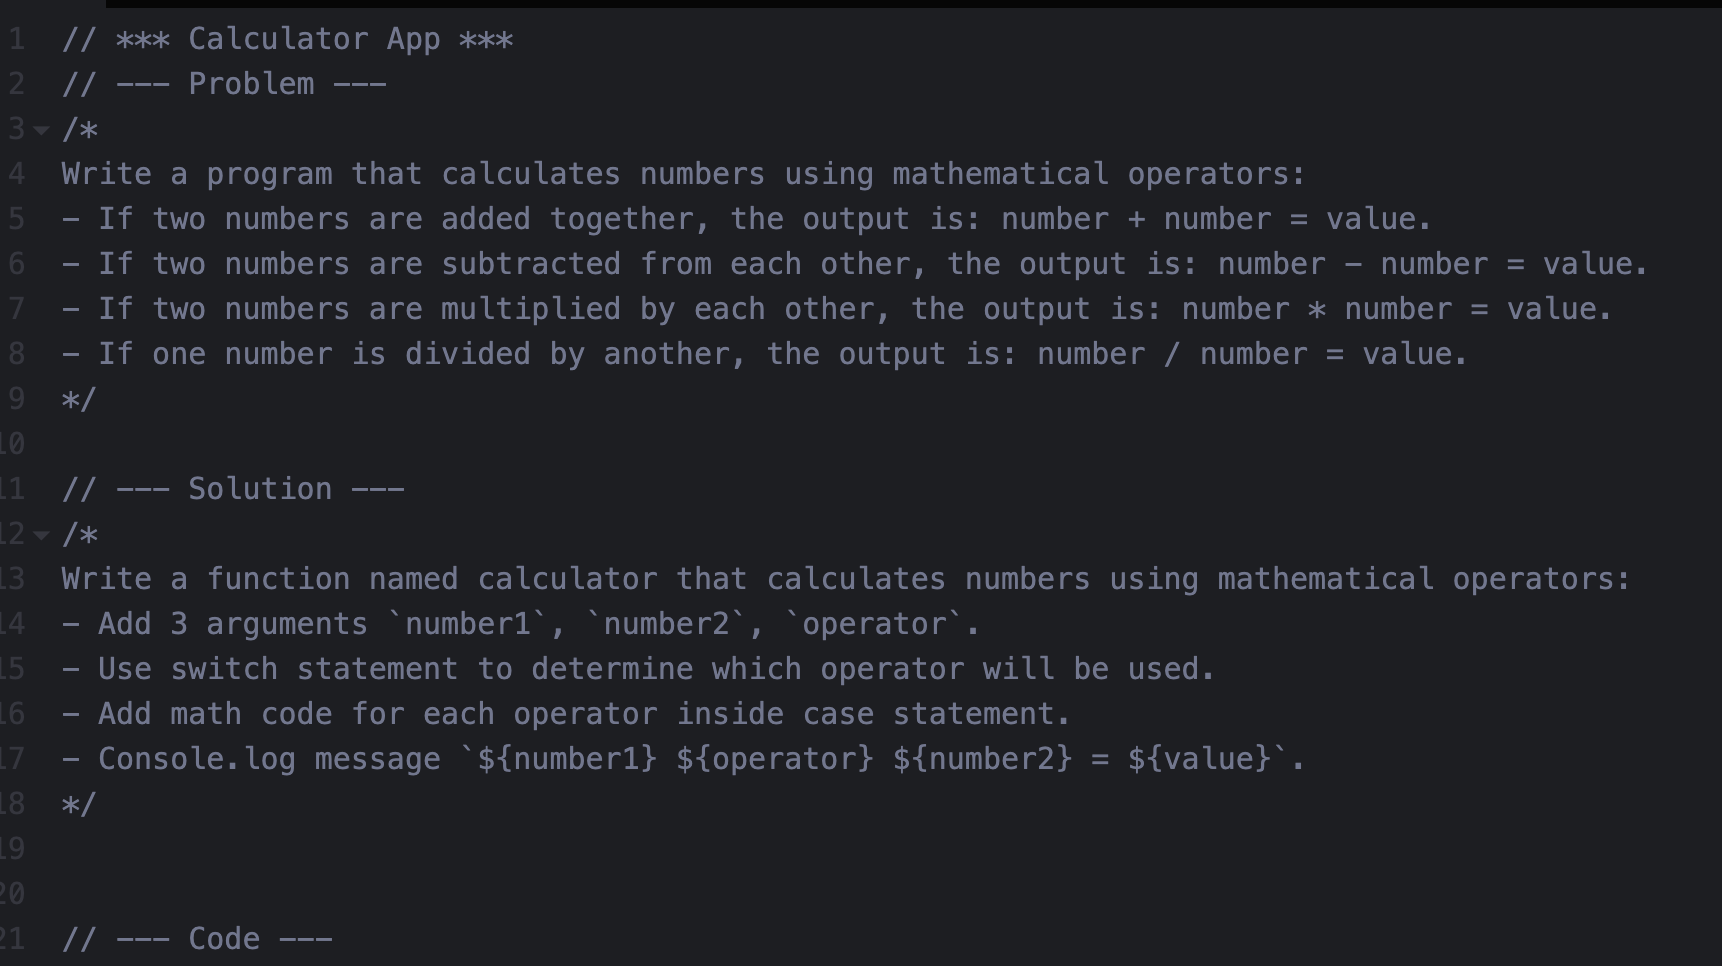 1 // *** Calculator App ***
2 // --- Problem ---
3 /*
4 Write a program that calculates numbers using mathematical operators:
5 - If two numbers are added together, the output is: number + number = value.
6 - If two numbers are subtracted from each other, the output is: number - number = value.
7 - If two numbers are multiplied by each other, the output is: number * number = value.
8 - If one number is divided by another, the output is: number / number = value.
9 */
10
11 // --- Solution ---
12 /*
13 Write a function named calculator that calculates numbers using mathematical operators:
14 - Add 3 arguments `number1`, `number2`, `operator`.
15 - Use switch statement to determine which operator will be used.
16 - Add math code for each operator inside case statement.
17 - Console.log message `${number1} ${operator} ${number2} = ${value}`.
18 */
19
20
21 // --- Code ---